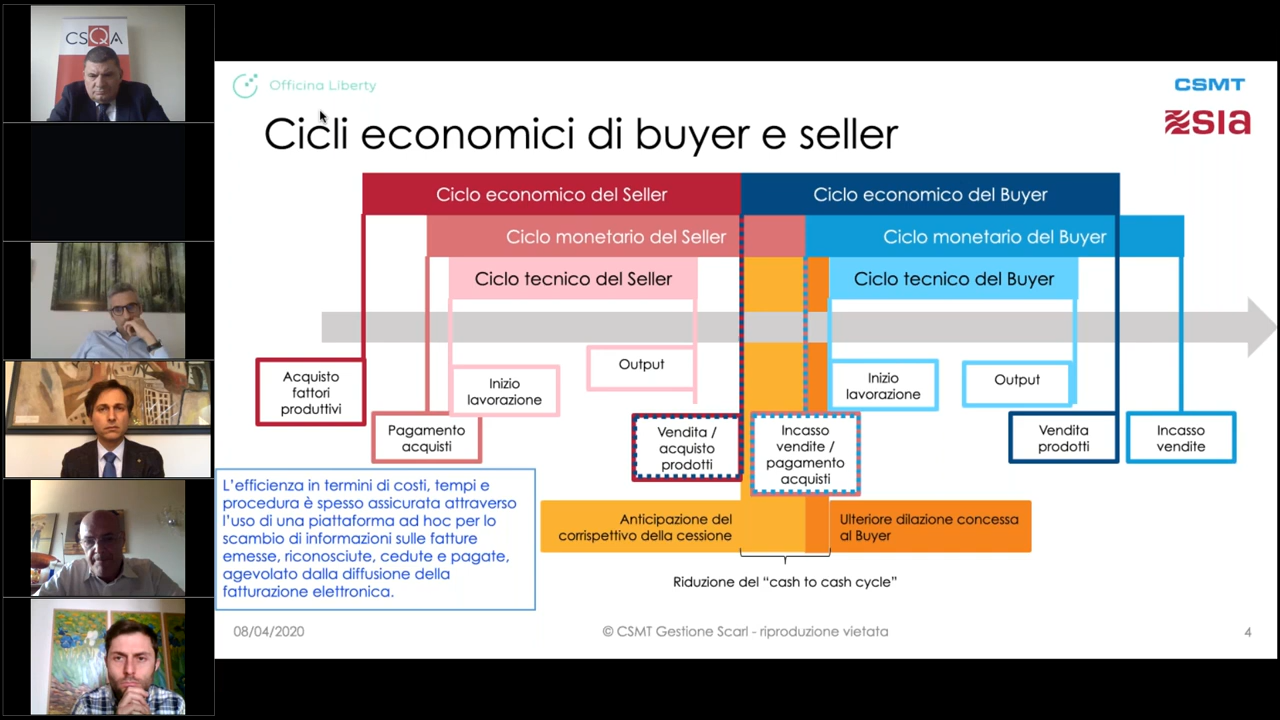 CSQA
Officina Liberty
CSMT
SIA
Cicli economici di buyer e seller
Ciclo economico del Seller
Ciclo economico del Buyer
Ciclo monetario del Seller
Ciclo monetario del Buyer
Ciclo tecnico del Seller
Ciclo tecnico del Buyer
Acquisto
fattori
produttivi
Pagamento
acquisti
Inizio
lavorazione
Output
Vendita /
acquisto
prodotti
Incasso
vendite /
pagamento
acquisti
Inizio
lavorazione
Output
Vendita
prodotti
Incasso
vendite
L'efficienza in termini di costi, tempi e
procedura è spesso assicurata attraverso
l'uso di una piattaforma ad hoc per lo
scambio di informazioni sulle fatture
emesse, riconosciute, cedute e pagate,
agevolato dalla diffusione della
fatturazione elettronica.
Anticipazione del
corrispettivo della cessione
Ulteriore dilazione concessa
al Buyer
Riduzione del “cash to cash cycle”
08/04/2020
© CSMT Gestione Scarl - riproduzione vietata
4